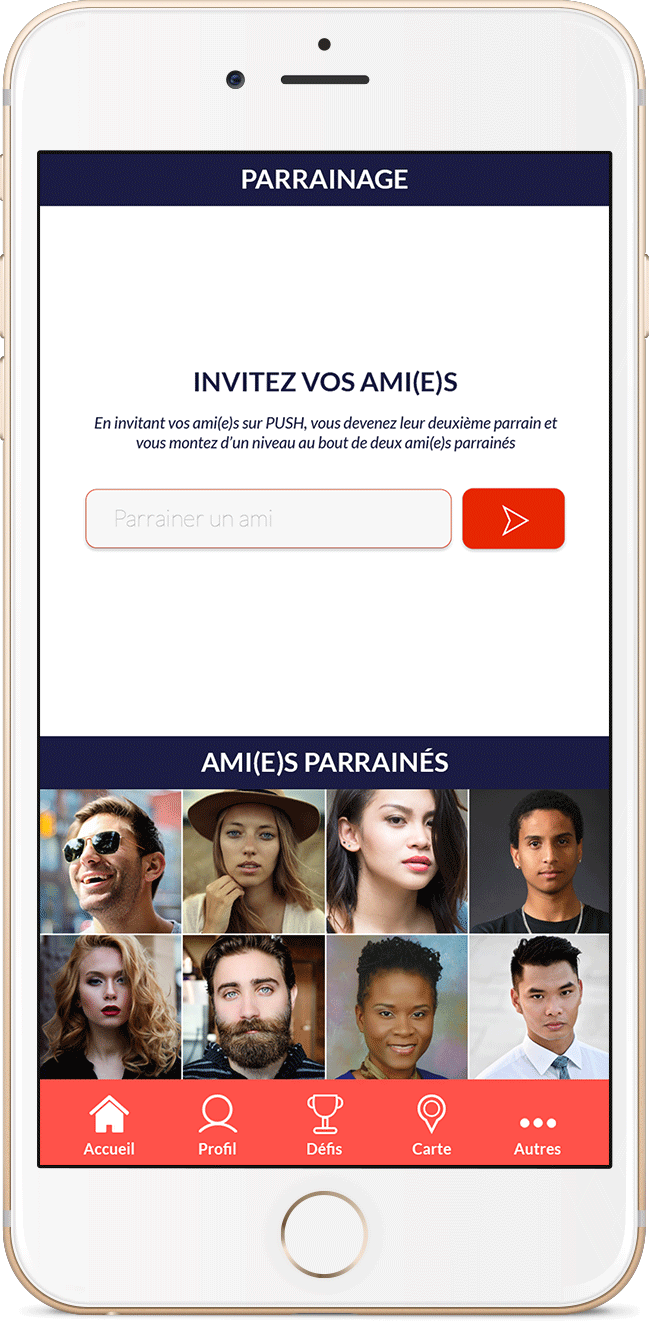 PARRAINAGE
INVITEZ VOS AMI(E)S
En invitant vos ami(e)s sur PUSH, vous devenez leur deuxième parrain et
vous montez d'un niveau au bout de deux ami(e)s parrainés
Parrainer un ami
AMI(E)S PARRAINÉS
Accueil Profil Défis Carte Autres